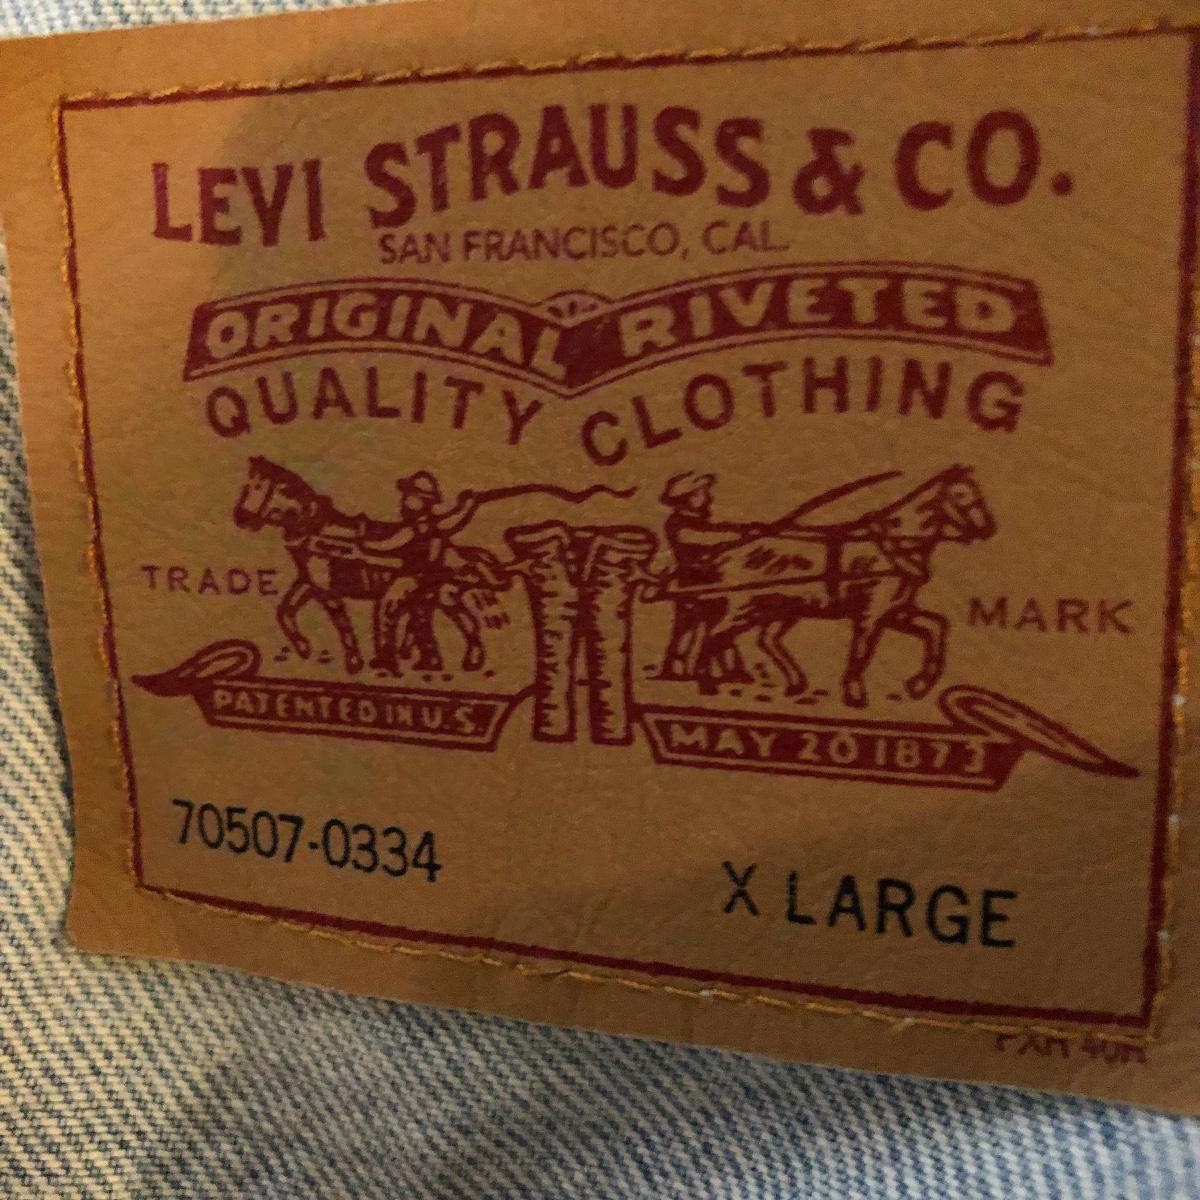 LEVI STRAUSS & CO.
SAN FRANCISCO, CAL.
ORIGINAL RIVETED
QUALITY CLOTHING
TRADE MARK
PATENTED IN U.S.
MAY 20 1873
70507-0334
X LARGE